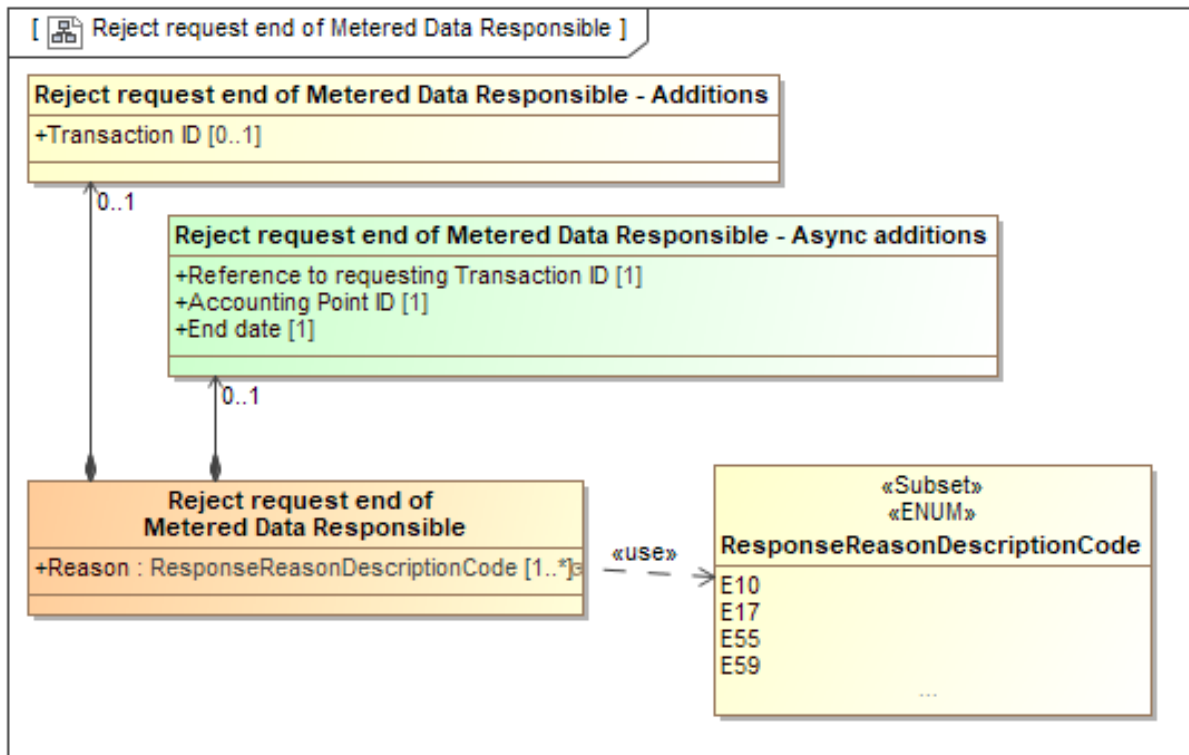 [ Reject request end of Metered Data Responsible ]
Reject request end of Metered Data Responsible - Additions
+Transaction ID [0..1]
0..1
Reject request end of Metered Data Responsible - Async additions
+Reference to requesting Transaction ID [1]
+Accounting Point ID [1]
+End date [1]
0..1
Reject request end of
Metered Data Responsible
+Reason : ResponseReasonDescriptionCode [1..*]
«use»
«Subset»
«ENUM»
ResponseReasonDescriptionCode
E10
E17
E55
E59
...